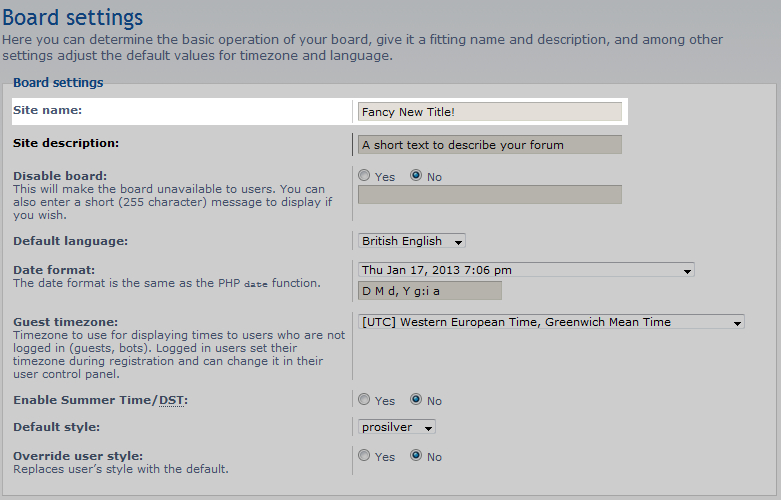 Board settings
Here you can determine the basic operation of your board, give it a fitting name and description, and among other
settings adjust the default values for timezone and language.
Board settings
Site name:
Fancy New Title!
Site description:
A short text to describe your forum
Disable board:
This will make the board unavailable to users. You can
also enter a short (255 character) message to display if
you wish.
Yes No
Default language:
British English
Date format:
The date format is the same as the PHP date function.
Thu Jan 17, 2013 7:06 pm
D M d, Y g:i a
Guest timezone:
Timezone to use for displaying times to users who are not
logged in (guests, bots). Logged in users set their
timezone during registration and can change it in their
user control panel.
[UTC] Western European Time, Greenwich Mean Time
Enable Summer Time/DST:
Yes No
Default style:
prosilver
Override user style:
Replaces user's style with the default.
Yes No